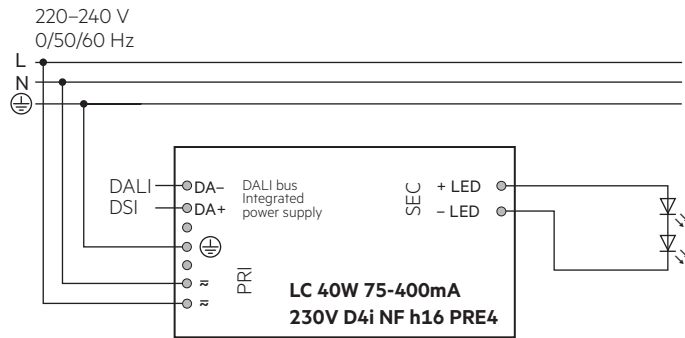 220–240 V
0/50/60 Hz
L
N
DALI
DA–
DALI bus
Integrated
power supply
DSI
DA+
SEC
+ LED
– LED
PRI
≂
≂
LC 40W 75-400mA
230V D4i NF h16 PRE4